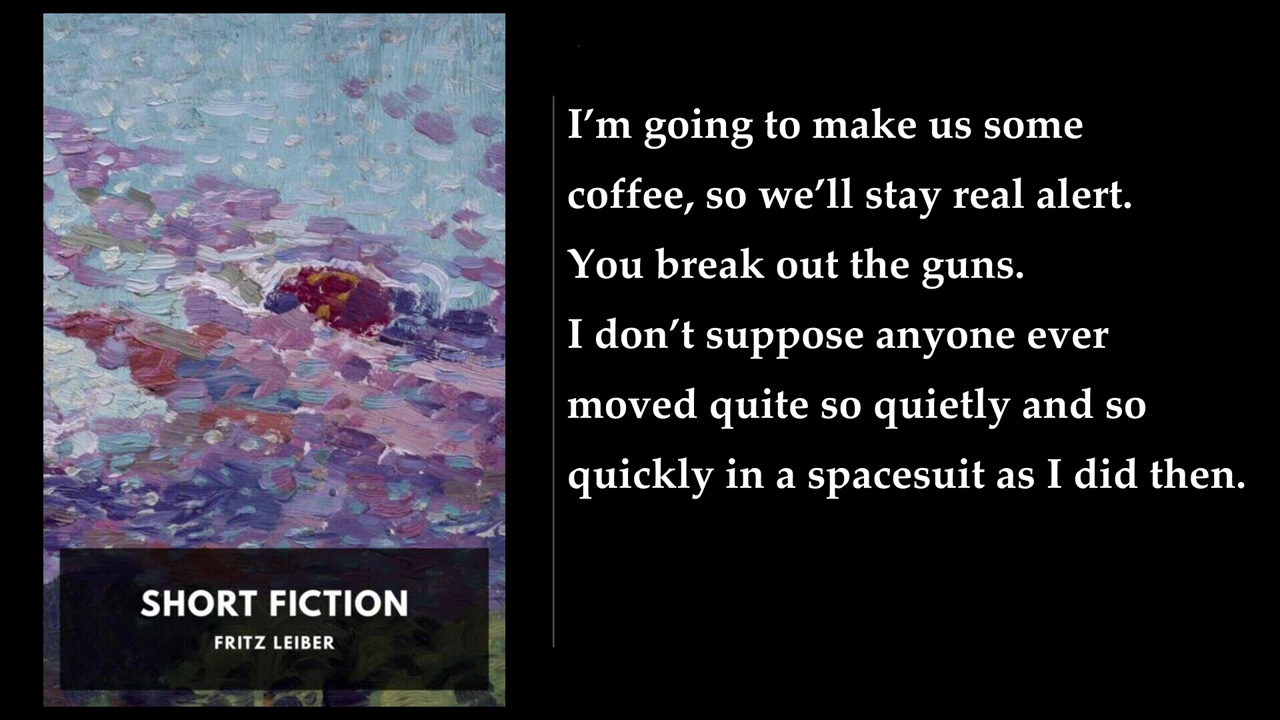 SHORT FICTION
FRITZ LEIBER
I’m going to make us some
coffee, so we’ll stay real alert.
You break out the guns.
I don’t suppose anyone ever
moved quite so quietly and so
quickly in a spacesuit as I did then.